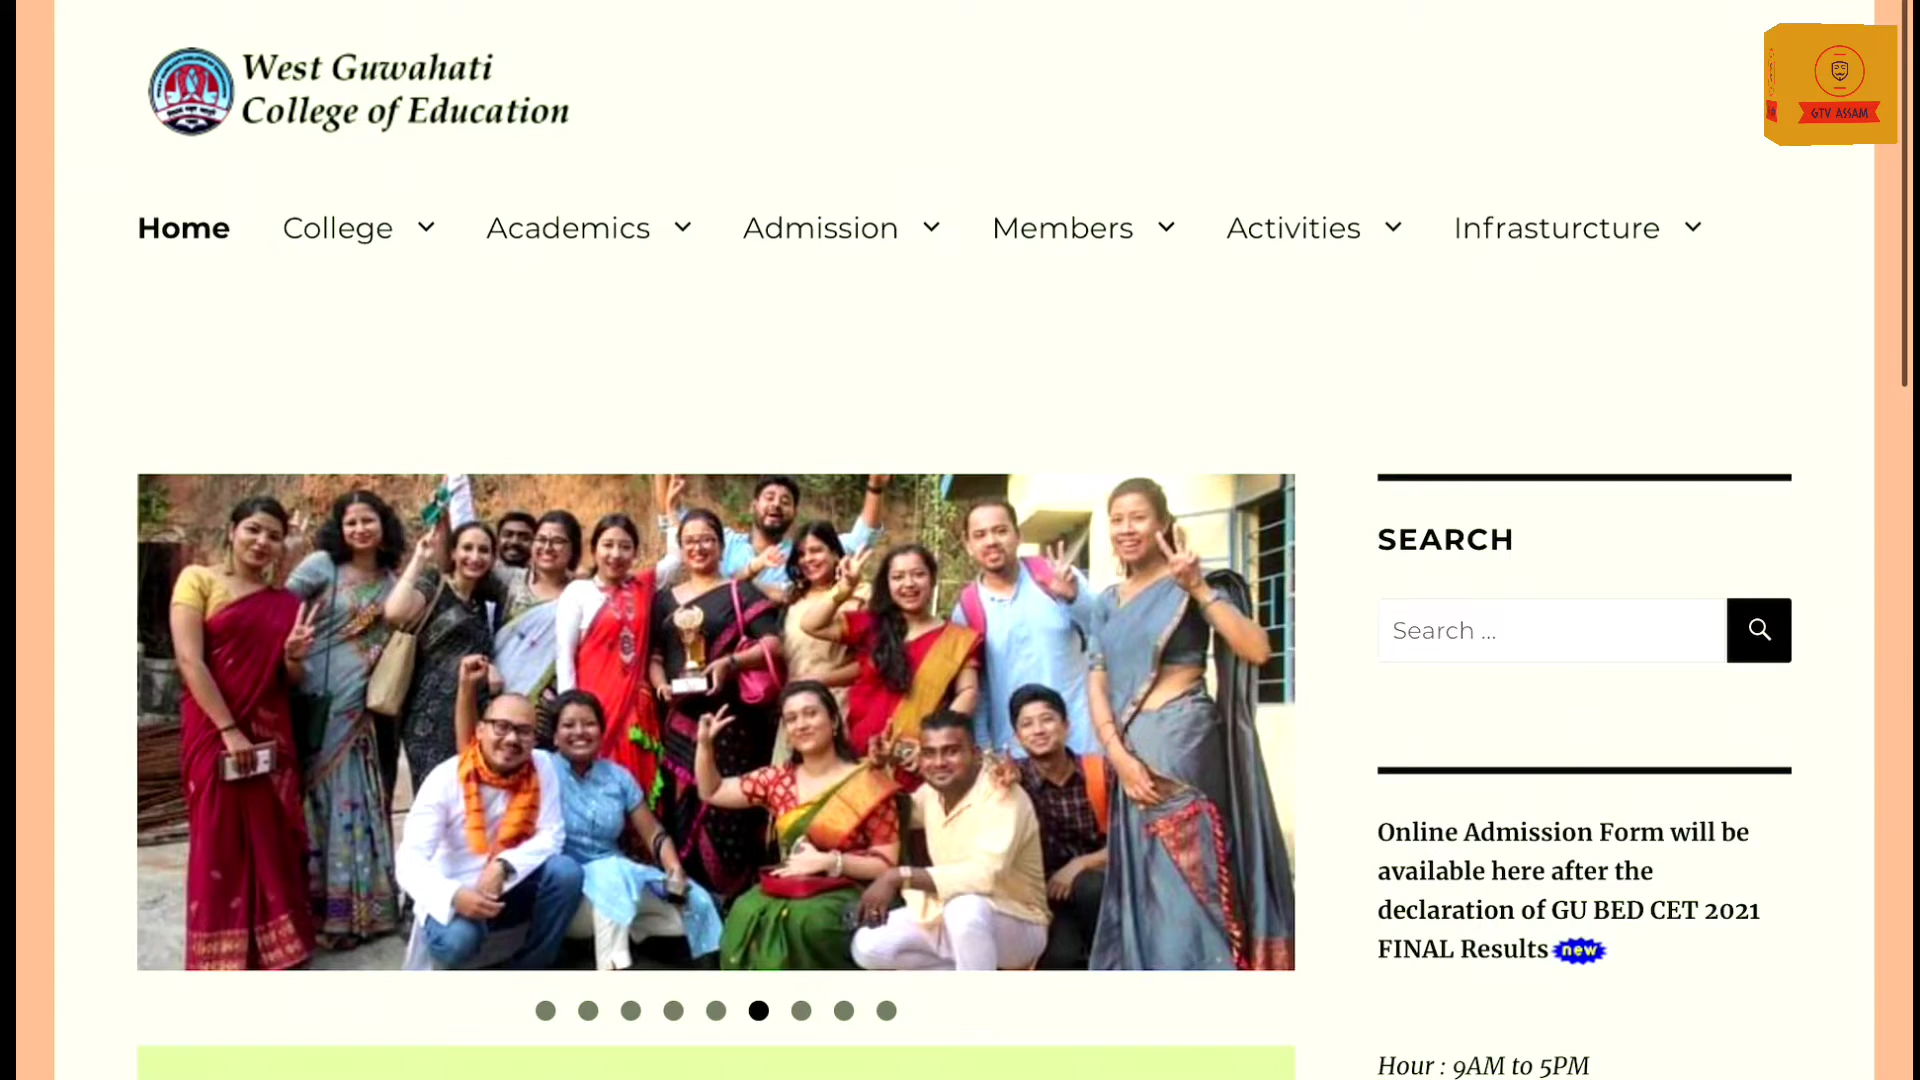 West Guwahati
College of Education
GTV ASSAM
Home College Academics Admission Members Activities Infrasturcture
SEARCH
Search ...
Online Admission Form will be
available here after the
declaration of GU BED CET 2021
FINAL Results new
Hour : 9AM to 5PM